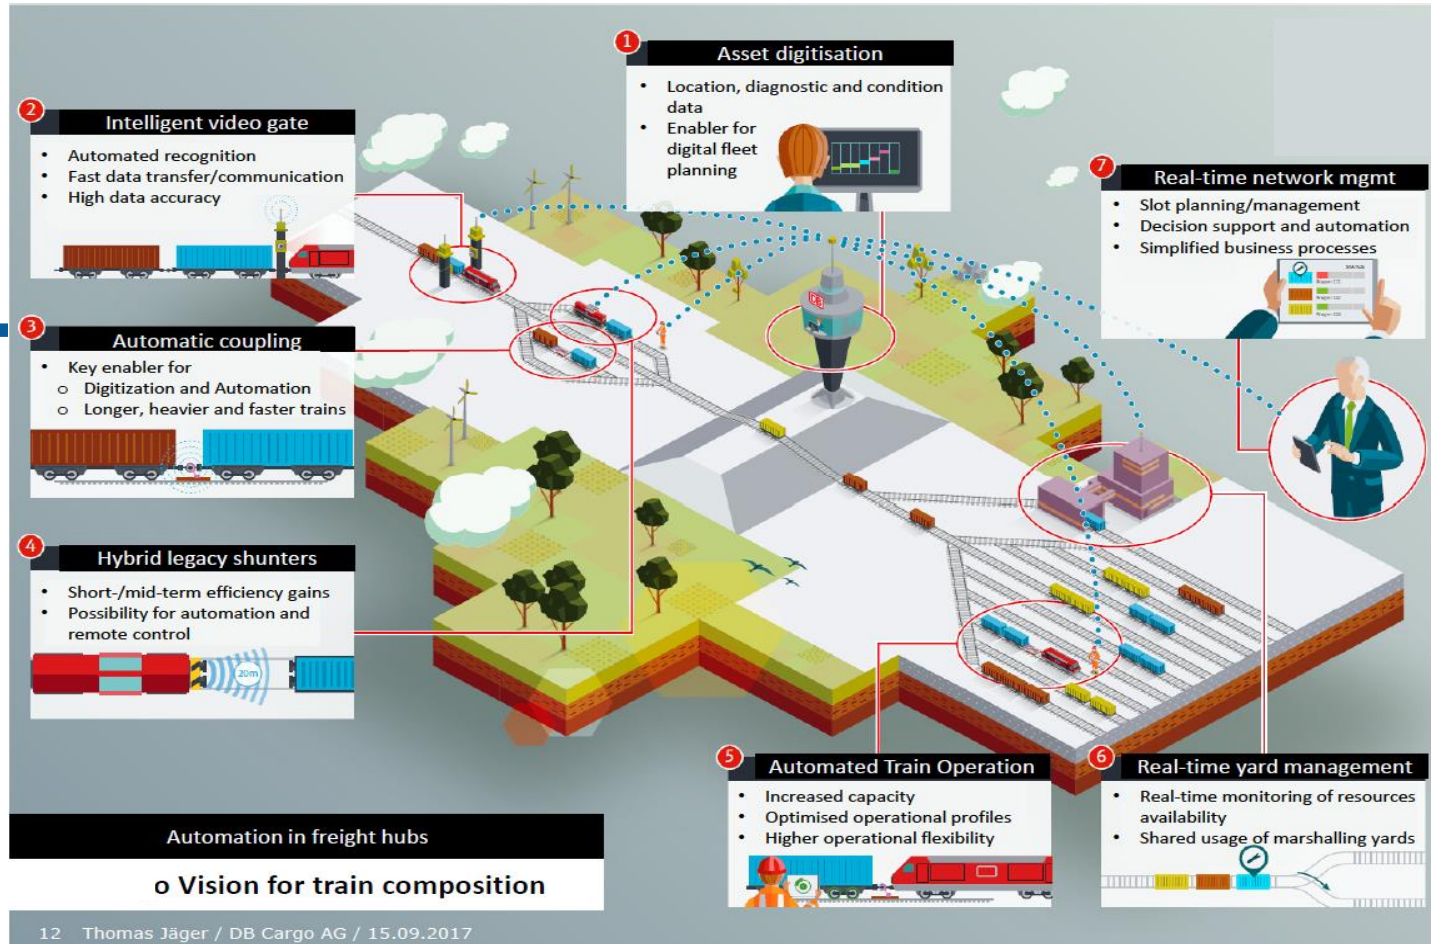 1
Asset digitisation
• Location, diagnostic and condition
data
• Enabler for
digital fleet
planning
2
Intelligent video gate
• Automated recognition
• Fast data transfer/communication
• High data accuracy
7
Real-time network mgmt
• Slot planning/management
• Decision support and automation
• Simplified business processes
3
Automatic coupling
• Key enabler for
o Digitization and Automation
o Longer, heavier and faster trains
DB
4
Hybrid legacy shunters
• Short-/mid-term efficiency gains
• Possibility for automation and
remote control
20m
5
Automated Train Operation
• Increased capacity
• Optimised operational profiles
• Higher operational flexibility
6
Real-time yard management
• Real-time monitoring of resources
availability
• Shared usage of marshalling yards
Automation in freight hubs
o Vision for train composition
12 Thomas Jäger / DB Cargo AG / 15.09.2017